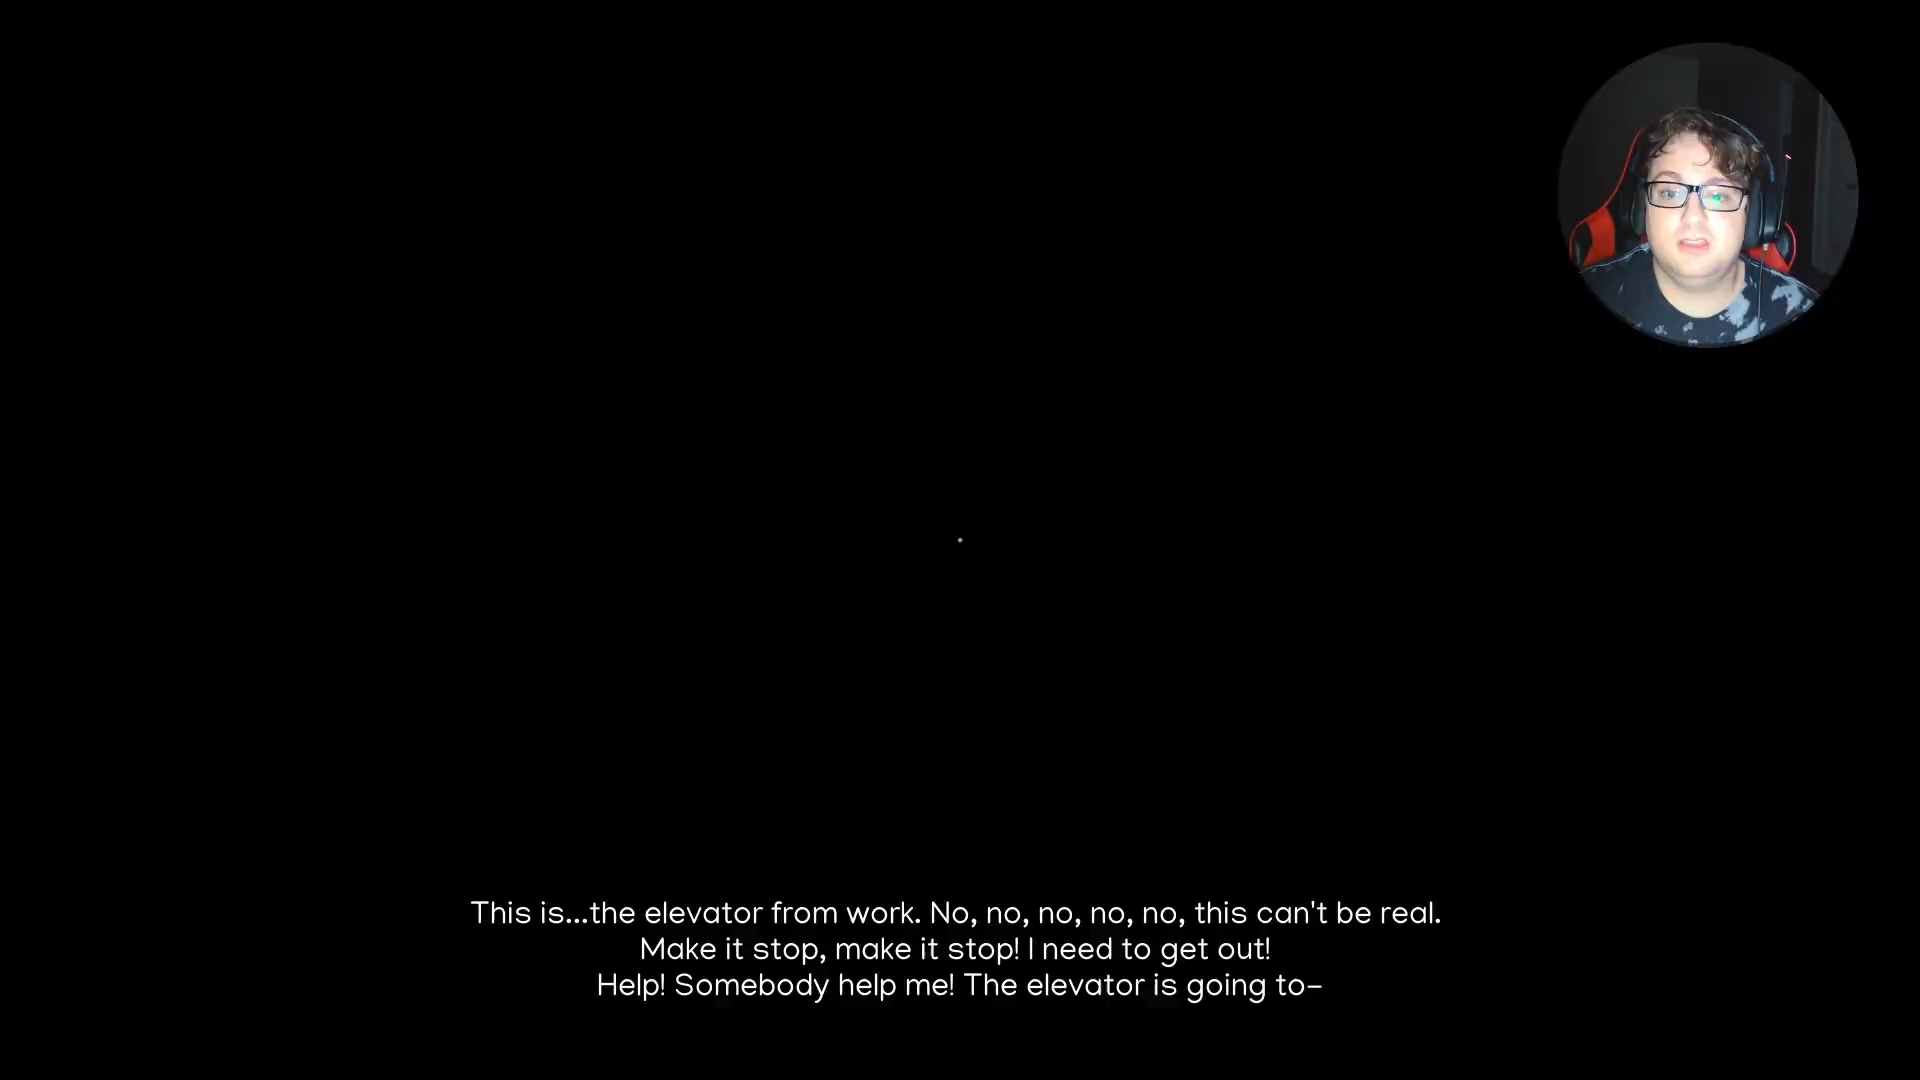 This is...the elevator from work. No, no, no, no, no, this can't be real.
Make it stop, make it stop! I need to get out!
Help! Somebody help me! The elevator is going to-